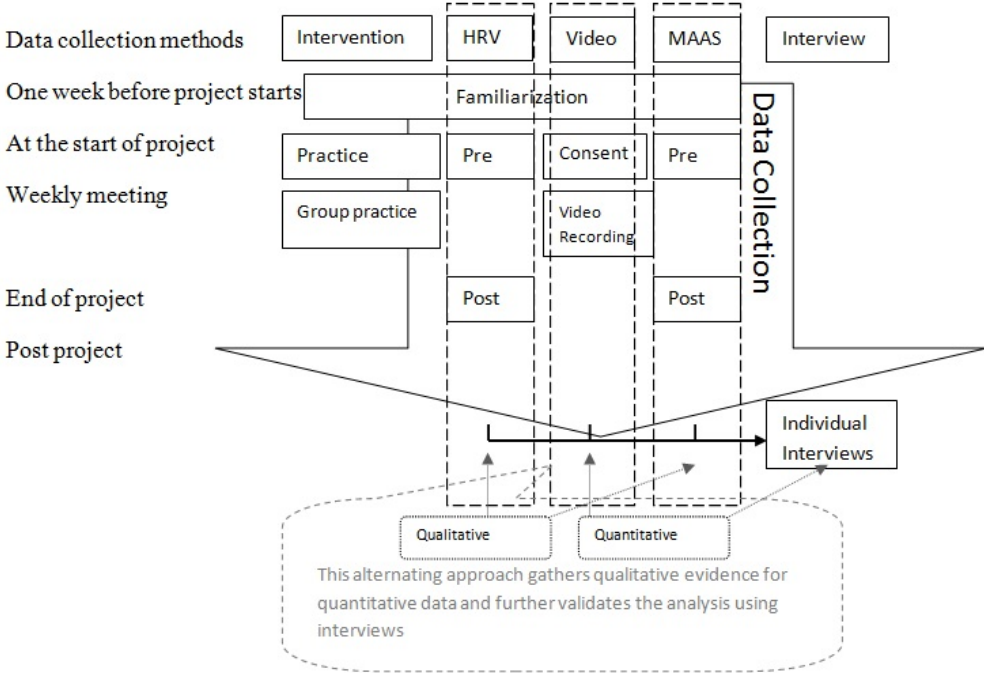 Data collection methods
Intervention
HRV
Video
MAAS
Interview
One week before project starts
Familiarization
At the start of project
Practice
Pre
Consent
Pre
Weekly meeting
Group practice
Video
Recording
Data Collection
End of project
Post
Post
Post project
Individual
Interviews
Qualitative
Quantitative
This alternating approach gathers qualitative evidence for
quantitative data and further validates the analysis using
interviews